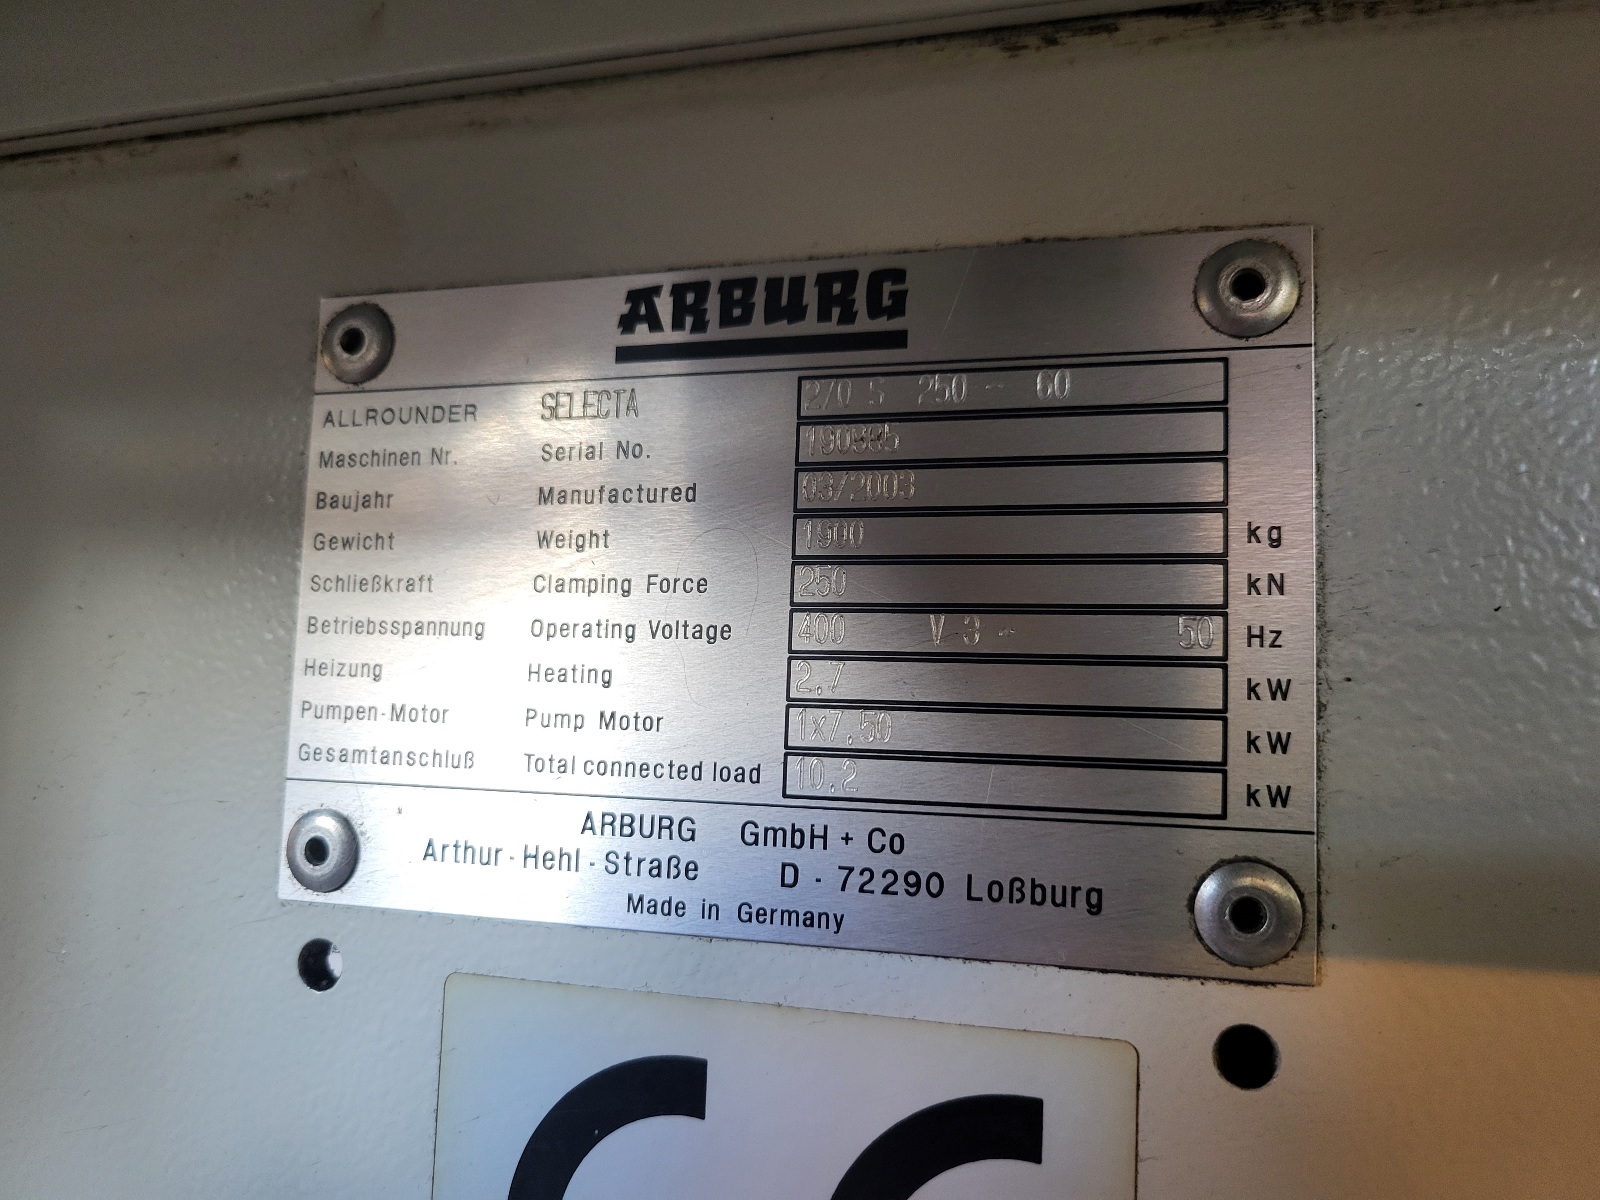 ARBURG
ALLROUNDER SELECTA 270 S 250 - 60
Maschinen Nr. Serial No.
Baujahr Manufactured 03/2003
Gewicht Weight 1900 kg
Schließkraft Clamping Force 250 kN
Betriebsspannung Operating Voltage 400 V 3 ~ 50 Hz
Heizung Heating 2.7 kW
Pumpen-Motor Pump Motor 1x7,50 kW
Gesamtanschluß Total connected load 10.2 kW
ARBURG GmbH + Co
Arthur - Hehl - Straße D - 72290 Loßburg
Made in Germany
CE